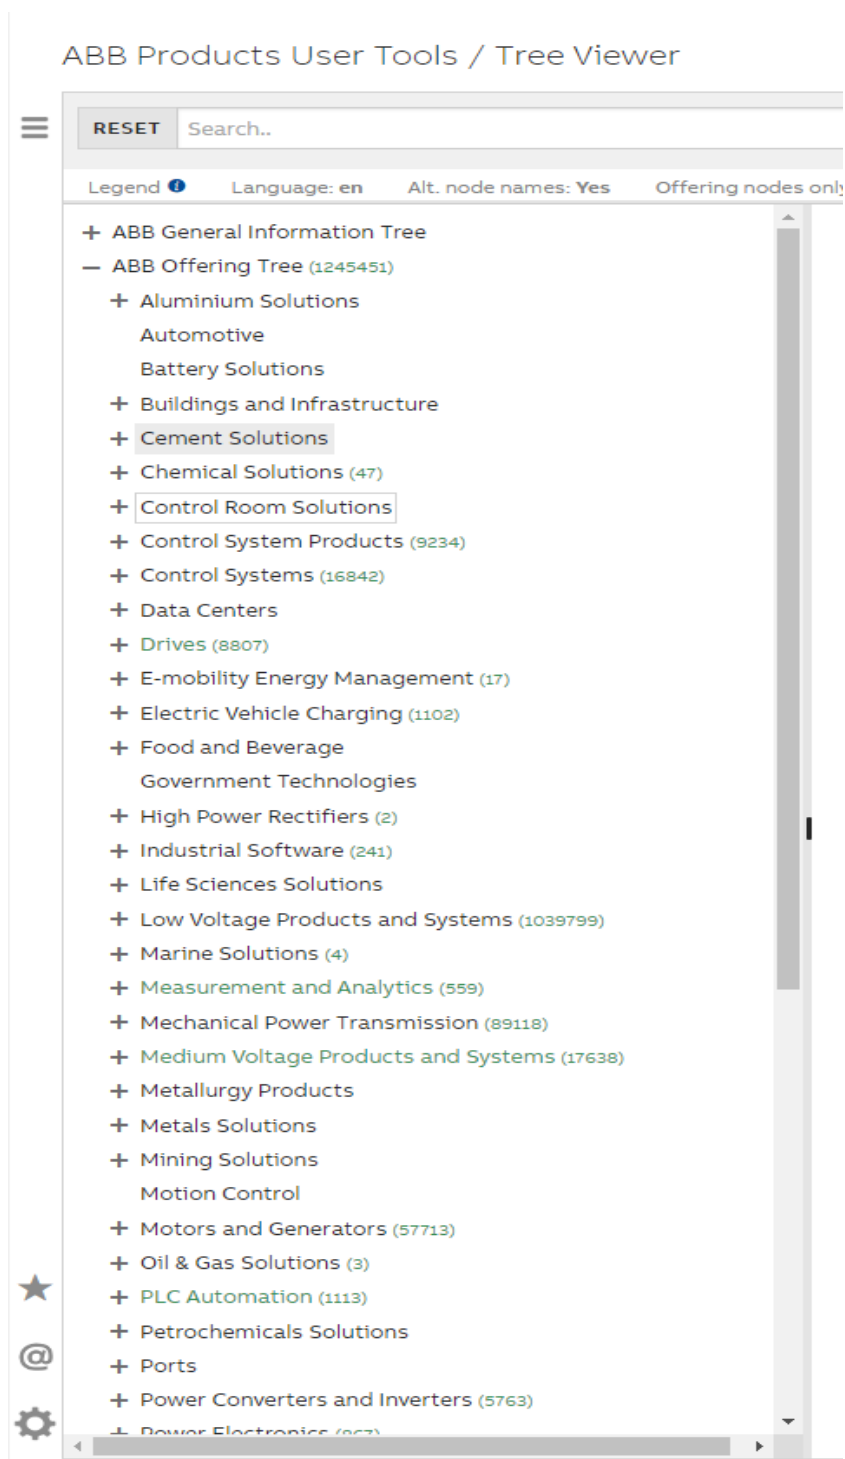 ABB Products User Tools / Tree Viewer
RESET Search..
Legend Language: en Alt. node names: Yes Offering nodes only
+ ABB General Information Tree
— ABB Offering Tree (1245451)
+ Aluminium Solutions
Automotive
Battery Solutions
+ Buildings and Infrastructure
+ Cement Solutions
+ Chemical Solutions (47)
+ Control Room Solutions
+ Control System Products (9234)
+ Control Systems (16842)
+ Data Centers
+ Drives (8807)
+ E-mobility Energy Management (17)
+ Electric Vehicle Charging (1102)
+ Food and Beverage
Government Technologies
+ High Power Rectifiers (2)
+ Industrial Software (241)
+ Life Sciences Solutions
+ Low Voltage Products and Systems (1039799)
+ Marine Solutions (4)
+ Measurement and Analytics (559)
+ Mechanical Power Transmission (89118)
+ Medium Voltage Products and Systems (17638)
+ Metallurgy Products
+ Metals Solutions
+ Mining Solutions
Motion Control
+ Motors and Generators (57713)
+ Oil & Gas Solutions (3)
+ PLC Automation (1113)
+ Petrochemicals Solutions
+ Ports
+ Power Converters and Inverters (5763)
+ Power Electronics